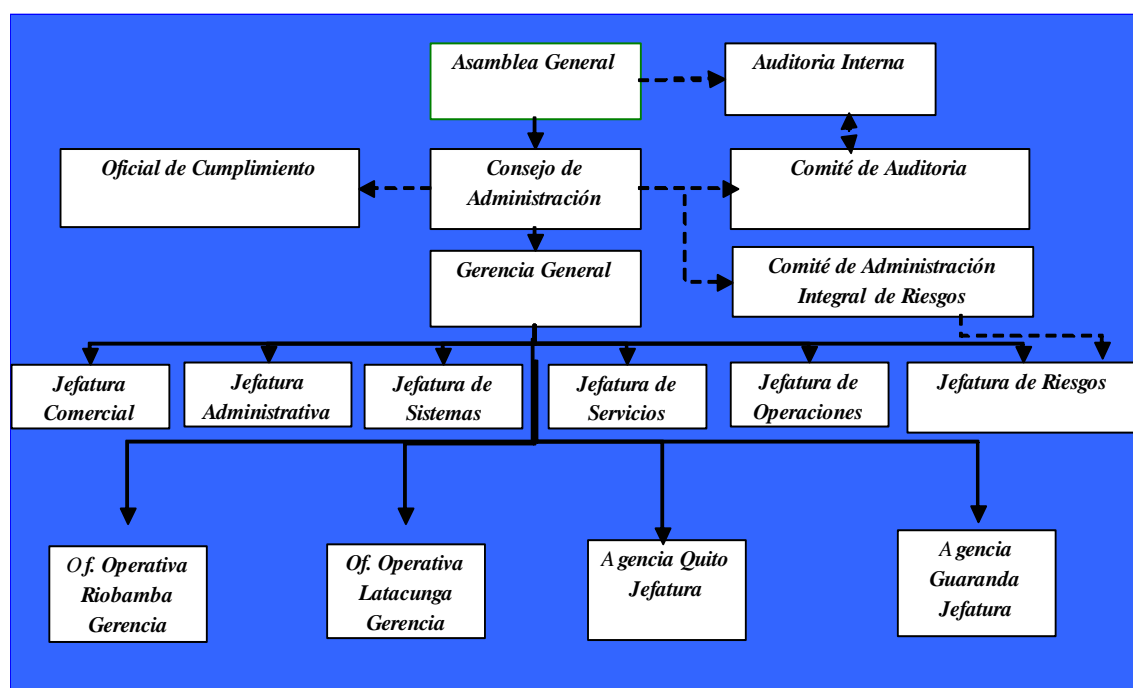 Asamblea General
Auditoria Interna
Oficial de Cumplimiento
Consejo de
Administración
Comité de Auditoria
Gerencia General
Comité de Administración
Integral de Riesgos
Jefatura
Comercial
Jefatura
Administrativa
Jefatura de
Sistemas
Jefatura de
Servicios
Jefatura de
Operaciones
Jefatura de Riesgos
Of. Operativa
Riobamba
Gerencia
Of. Operativa
Latacunga
Gerencia
Agencia Quito
Jefatura
Agencia
Guaranda
Jefatura